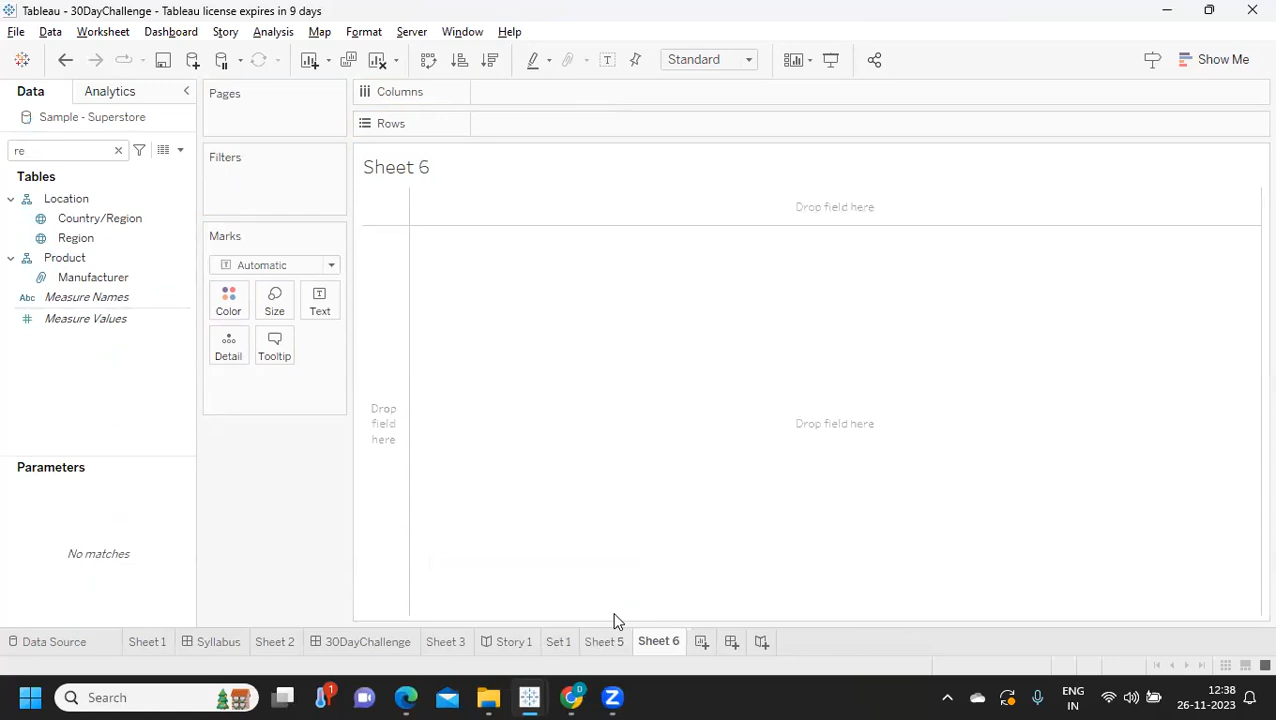 Tableau - 30DayChallenge - Tableau license expires in 9 days
File Data Worksheet Dashboard Story Analysis Map Format Server Window Help
Standard Show Me
Data Analytics
Sample - Superstore
re
Tables
Location
Country/Region
Region
Product
Manufacturer
Abc Measure Names
Measure Values
Parameters
No matches
Pages
Filters
Marks
Automatic
Color Size Text
Detail Tooltip
Columns
Rows
Sheet 6
Drop field here
Drop
field
here
Drop field here
Data Source Sheet 1 Syllabus Sheet 2 30DayChallenge Sheet 3 Story 1 Set 1 Sheet 5 Sheet 6
Search
1
D
ENG
IN
12:38
26-11-2023